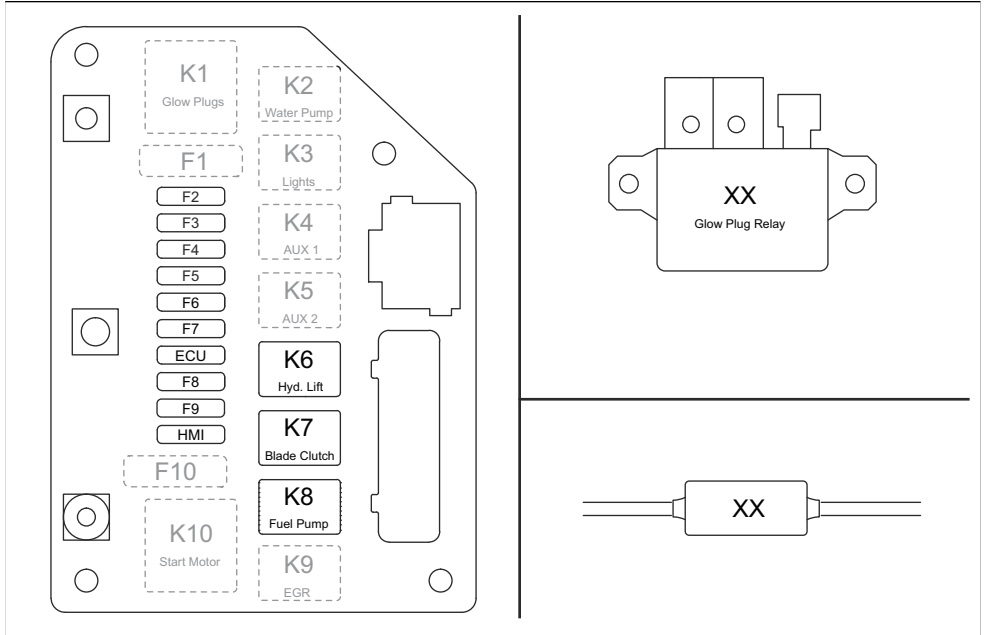 K1
Glow Plugs
F1
F2
F3
F4
F5
F6
F7
ECU
F8
F9
HMI
F10
K10
Start Motor
K2
Water Pump
K3
Lights
K4
AUX 1
K5
AUX 2
K6
Hyd. Lift
K7
Blade Clutch
K8
Fuel Pump
K9
EGR
XX
Glow Plug Relay
XX